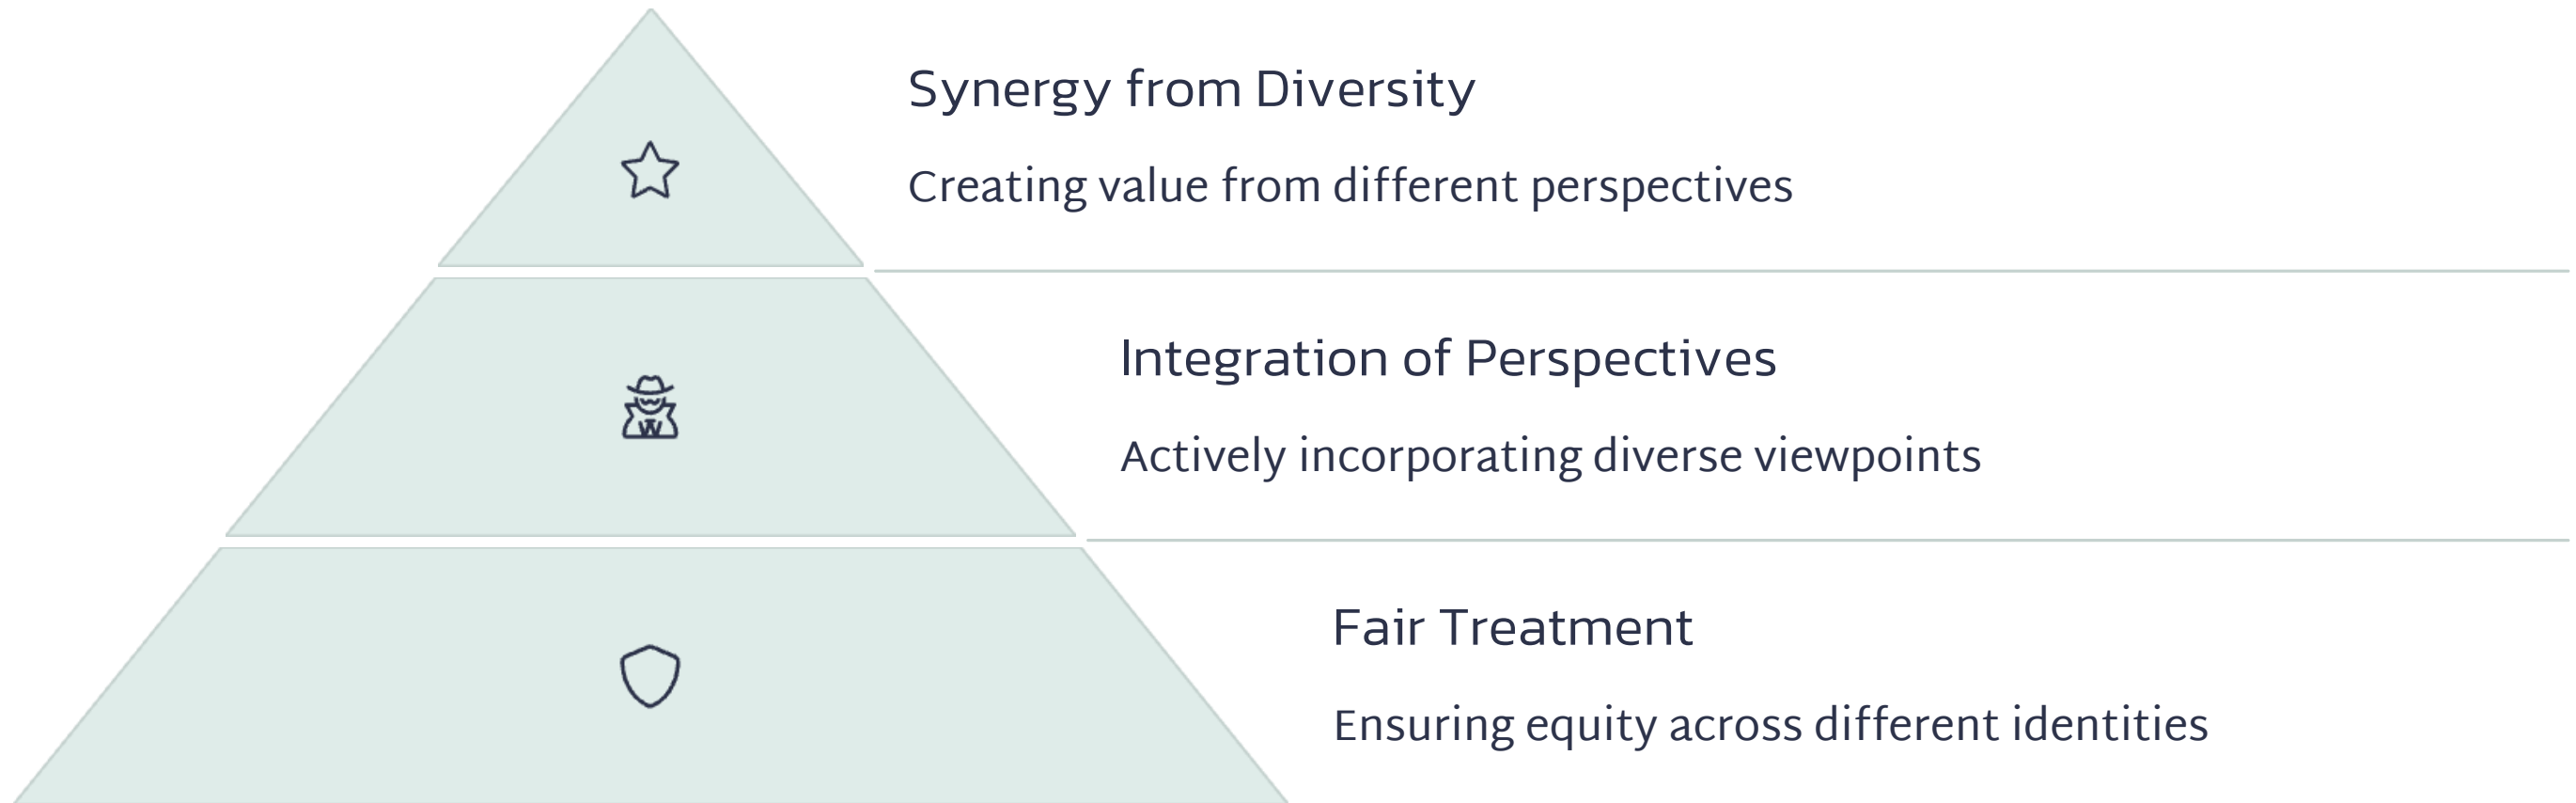 Synergy from Diversity
Creating value from different perspectives
Integration of Perspectives
Actively incorporating diverse viewpoints
Fair Treatment
Ensuring equity across different identities